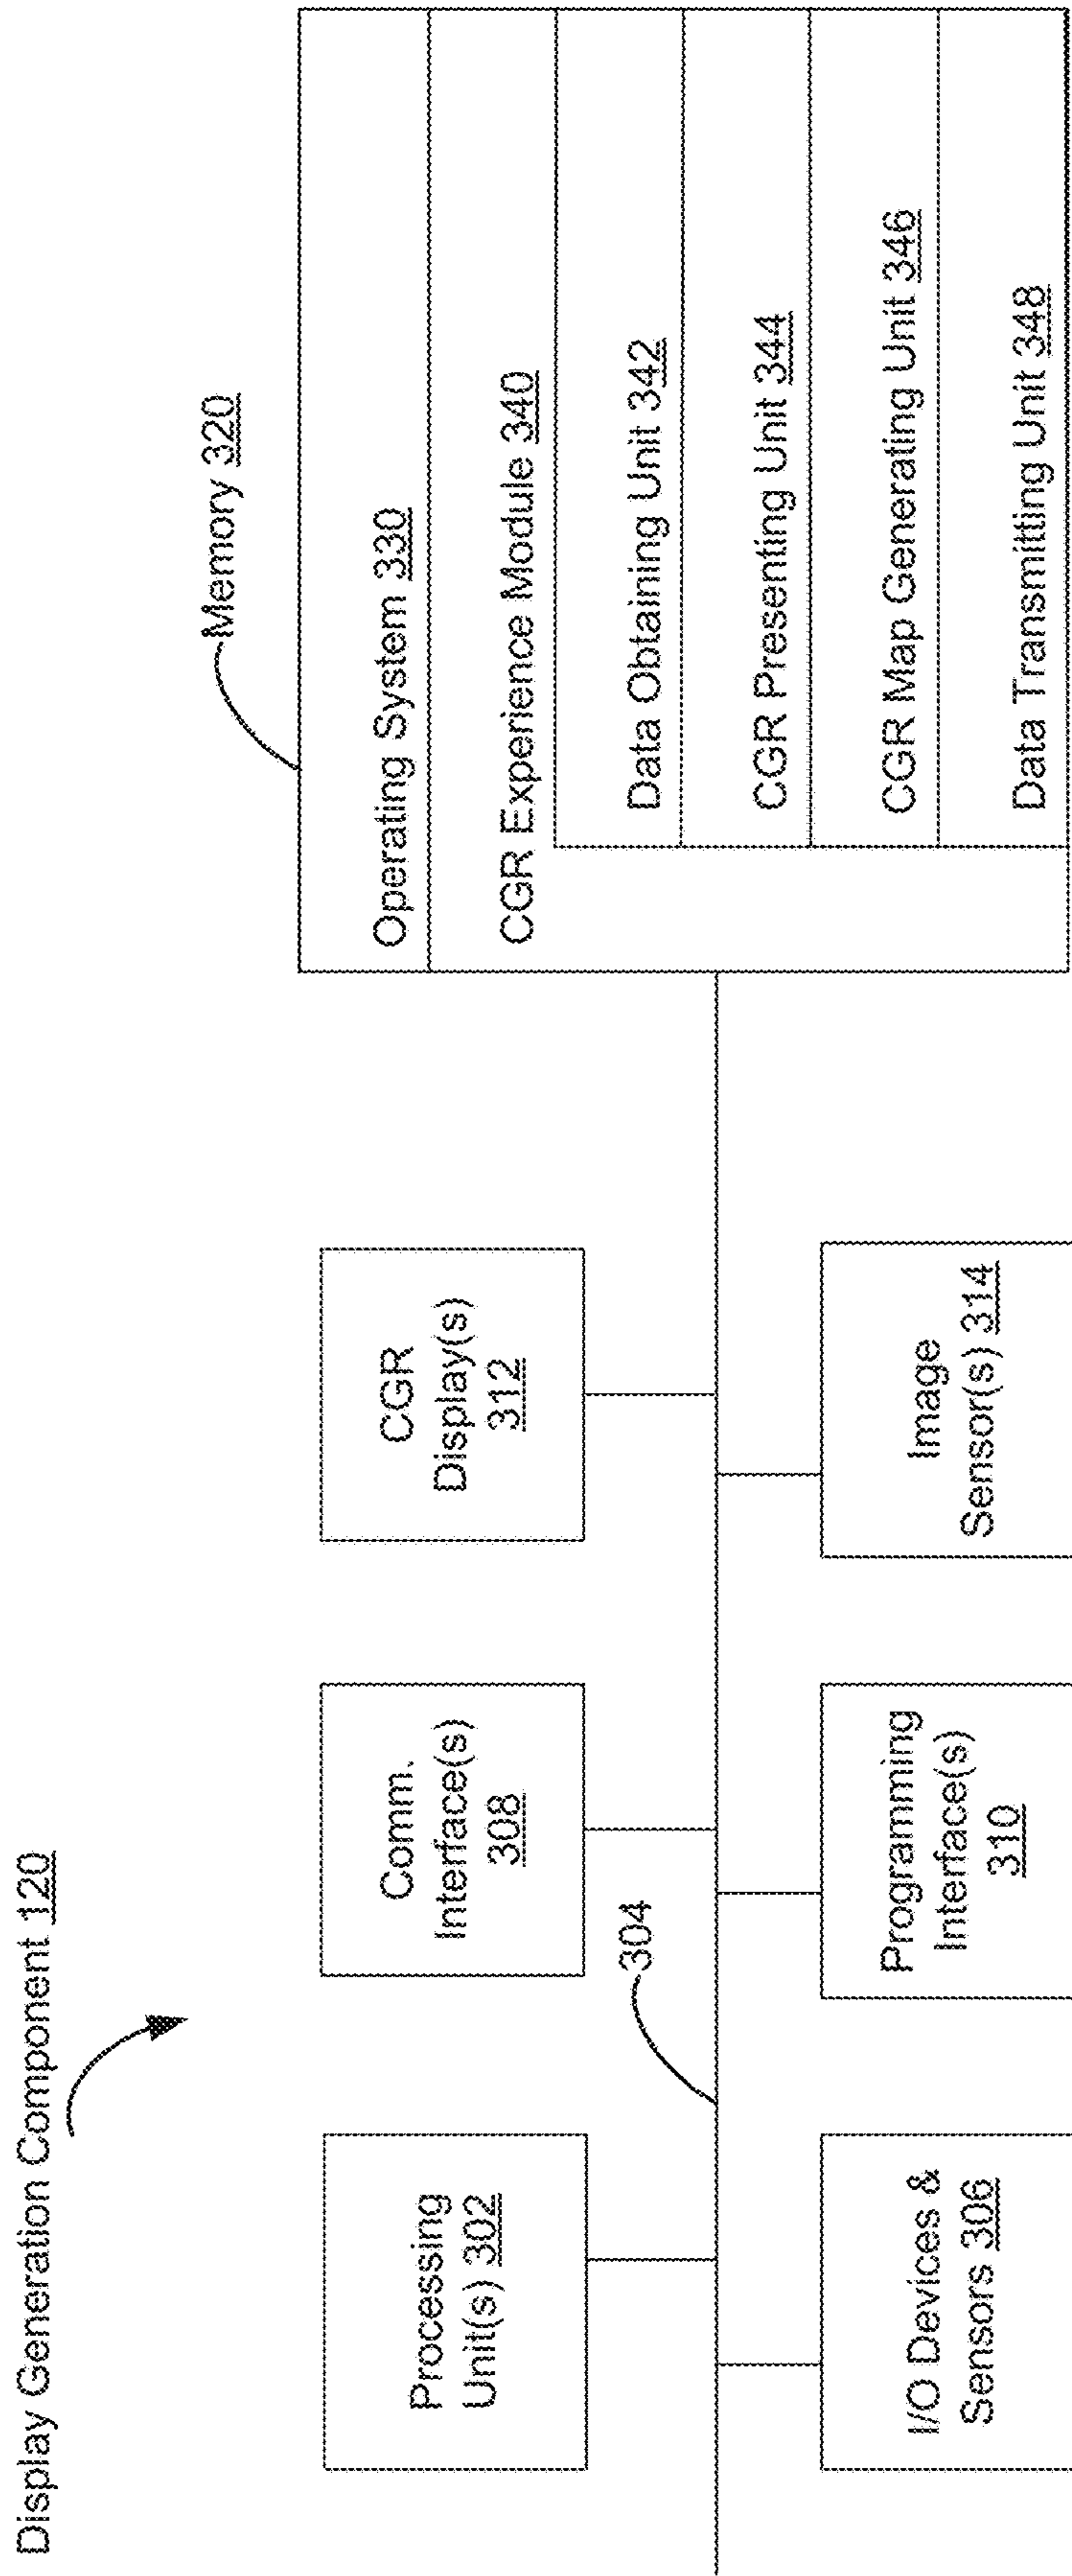 Display Generation Component 120
Memory 320
Processing
Unit(s) 302
Comm.
Interface(s)
308
CGR
Display(s)
312
304
I/O Devices &
Sensors 306
Programming
Interface(s)
310
Image
Sensor(s) 314
Operating System 330
CGR Experience Module 340
Data Obtaining Unit 342
CGR Presenting Unit 344
CGR Map Generating Unit 346
Data Transmitting Unit 348